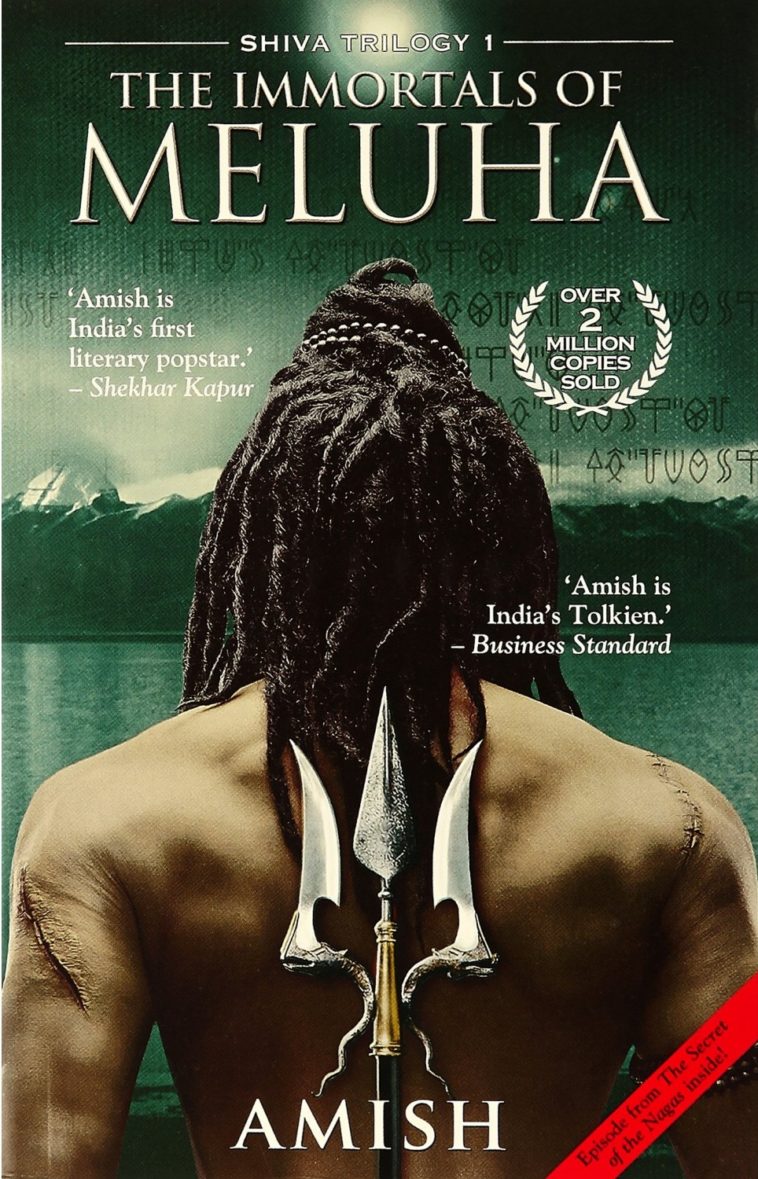 SHIVA TRILOGY 1
THE IMMORTALS OF
MELUHA
‘Amish is
India’s first
literary popstar.’
– Shekhar Kapur
OVER
2
MILLION
COPIES
SOLD
‘Amish is
India’s Tolkien.’
– Business Standard
AMISH
Episode from The Secret
of the Nagas inside!